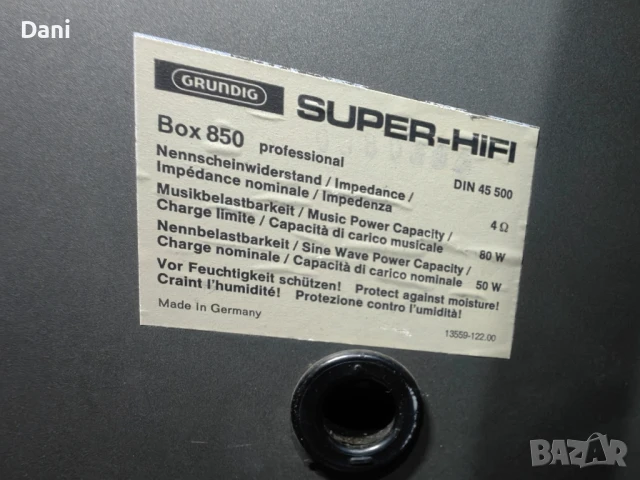 Dani
GRUNDIG
SUPER-HiFi
Box 850 professional
DIN 45 500
Nennscheinwiderstand / Impedance /
Impédance nominale / Impedenza
4 Ω
Musikbelastbarkeit / Music Power Capacity /
Charge limite / Capacità di carico musicale
80 W
Nennbelastbarkeit / Sine Wave Power Capacity /
Charge nominale / Capacità di carico nominale 50 W
Vor Feuchtigkeit schützen! Protect against moisture!
Craint l'humidité! Protezione contro l'umidità!
Made in Germany
13559-122.00
BAZAR